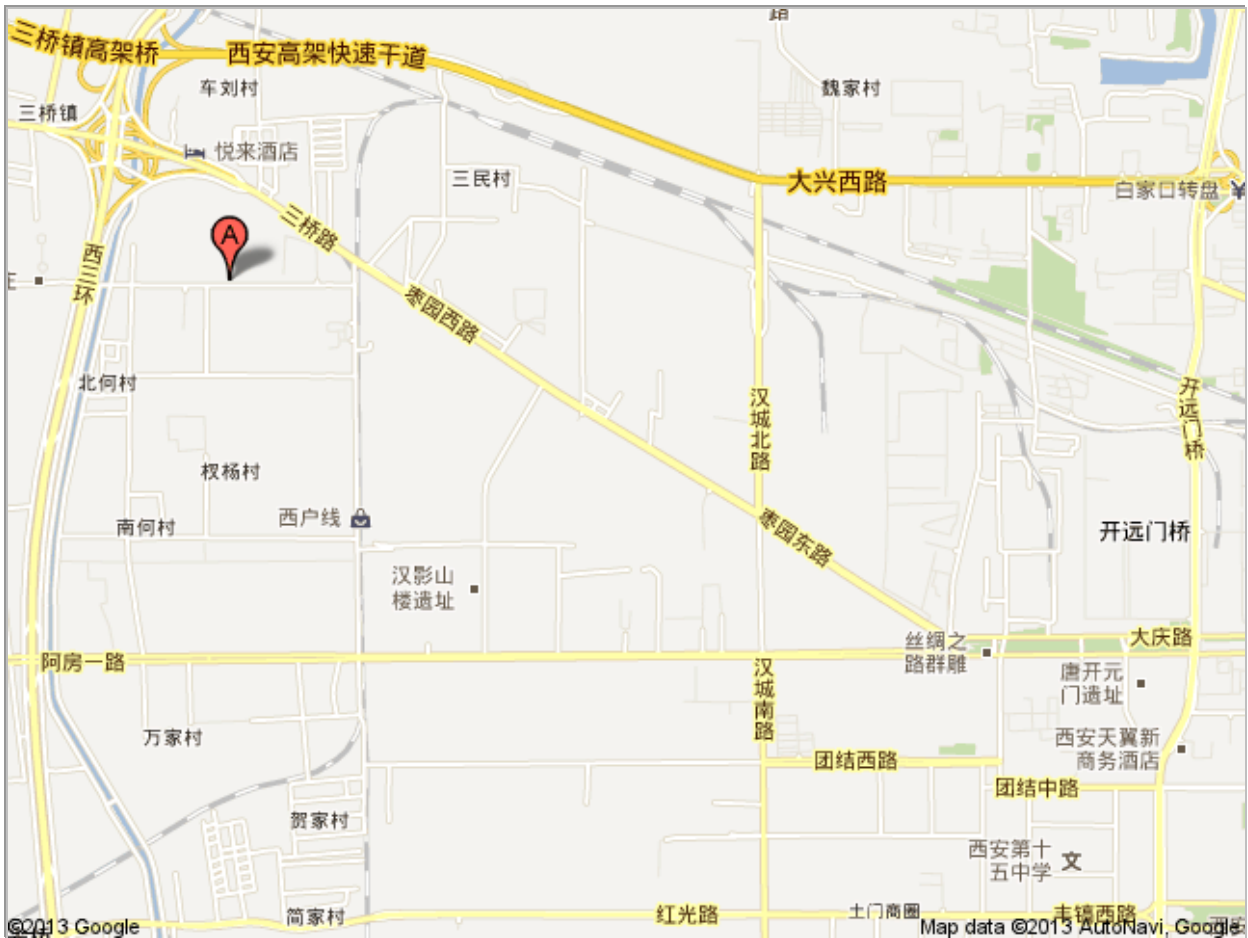 路
三桥镇高架桥
西安高架快速干道
车刘村
魏家村
三桥镇
悦来酒店
三民村
大兴西路
白家口转盘
A
三桥路
西三环
庄
枣园西路
北何村
开远门桥
汉城北路
杈杨村
西户线
南何村
枣园东路
开远门桥
汉影山
楼遗址
丝绸之
路群雕
大庆路
阿房一路
唐开元
门遗址
汉城南路
万家村
西安天翼新
商务酒店
团结西路
团结中路
贺家村
西安第十
五中学
文
简家村
红光路
土门商圈
丰镐西路
©2013 Google
Map data ©2013 AutoNavi, Google